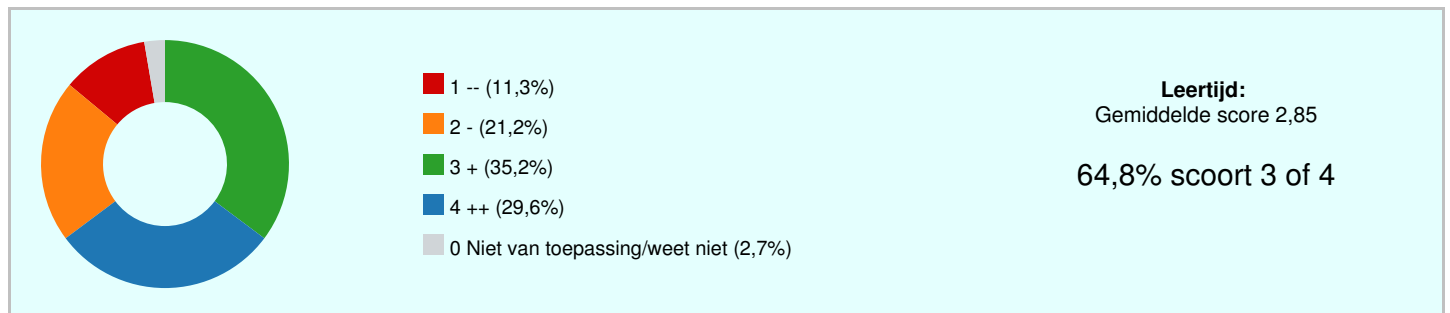 1 -- (11,3%)
2 - (21,2%)
3 + (35,2%)
4 ++ (29,6%)
0 Niet van toepassing/weet niet (2,7%)
Leertijd:
Gemiddelde score 2,85
64,8% scoort 3 of 4